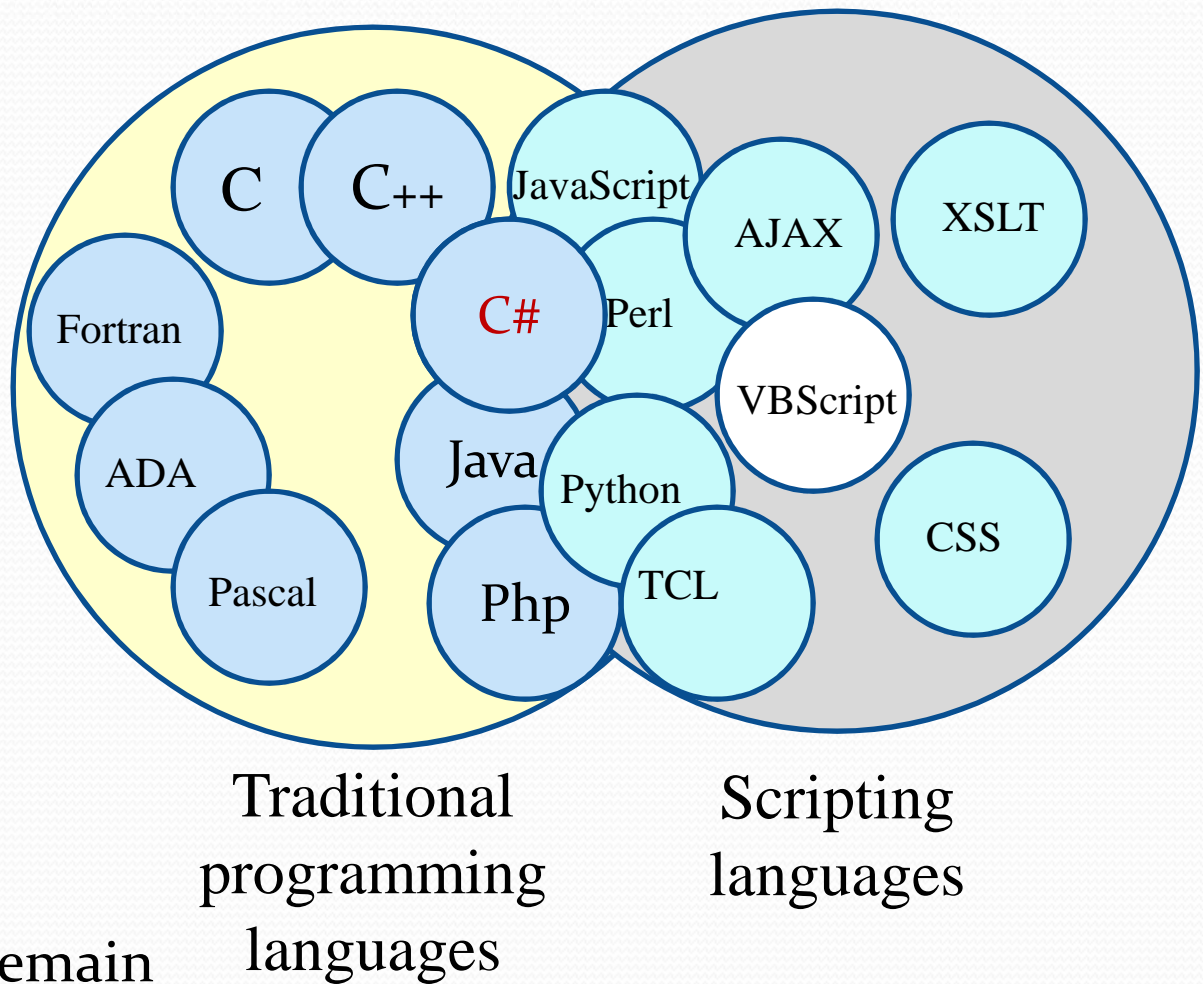 C
C++
JavaScript
AJAX
XSLT
Fortran
C#
Perl
VBScript
ADA
Java
Python
CSS
Pascal
Php
TCL
Traditional
programming
languages
Scripting
languages
emain